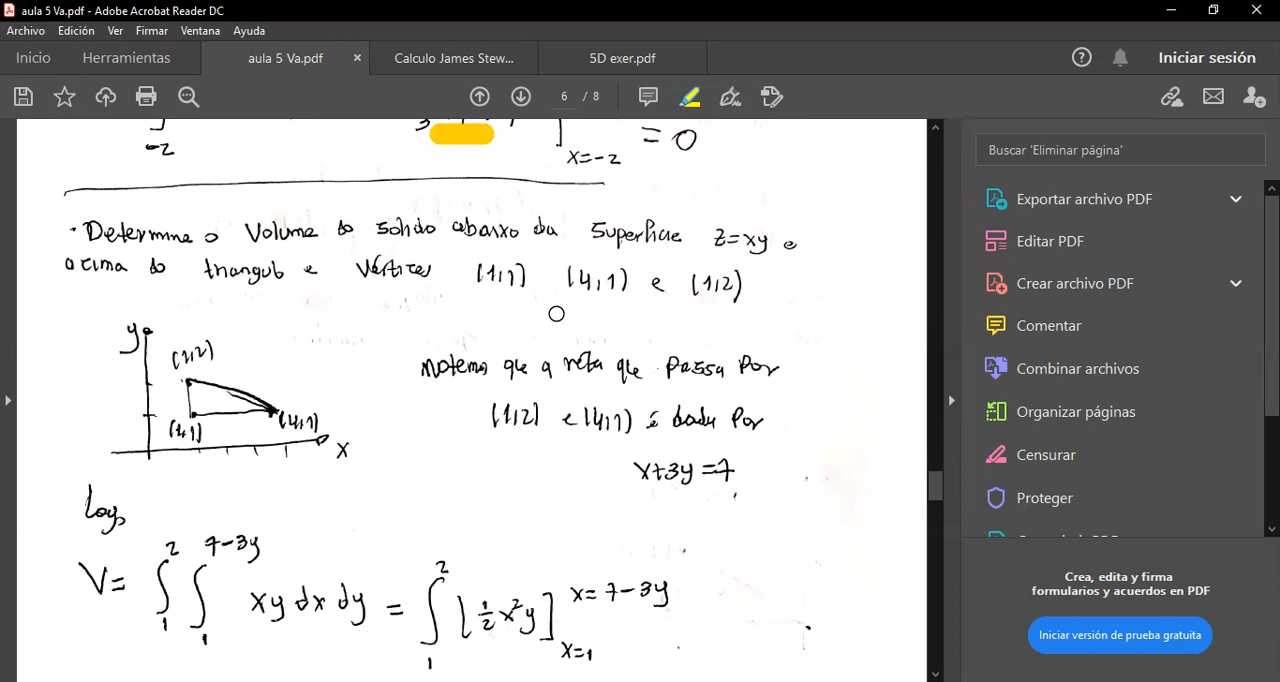 aula 5 Va.pdf - Adobe Acrobat Reader DC
Archivo Edición Ver Firmar Ventana Ayuda
Inicio Herramientas aula 5 Va.pdf × Calculo James Stew... 5D exer.pdf Iniciar sesión
6 / 8
-2 3 x=-2 = 0
· Determine o Volume do solido abaixo da superficie z=xy e
acima do triangulo e vértices (1,1) (4,1) e (1,2)
y
(1,2)
(1,1) (4,1)
x
notemos que a reta que passa por
(1,2) e (4,1) é dada por
x+3y=7
Logo,
V = ∫₁² ∫₁^{7-3y} xy dx dy = ∫₁² [½x²y]_{x=1}^{x=7-3y}
Buscar 'Eliminar página'
Exportar archivo PDF
Editar PDF
Crear archivo PDF
Comentar
Combinar archivos
Organizar páginas
Censurar
Proteger
Crea, edita y firma
formularios y acuerdos en PDF
Iniciar versión de prueba gratuita